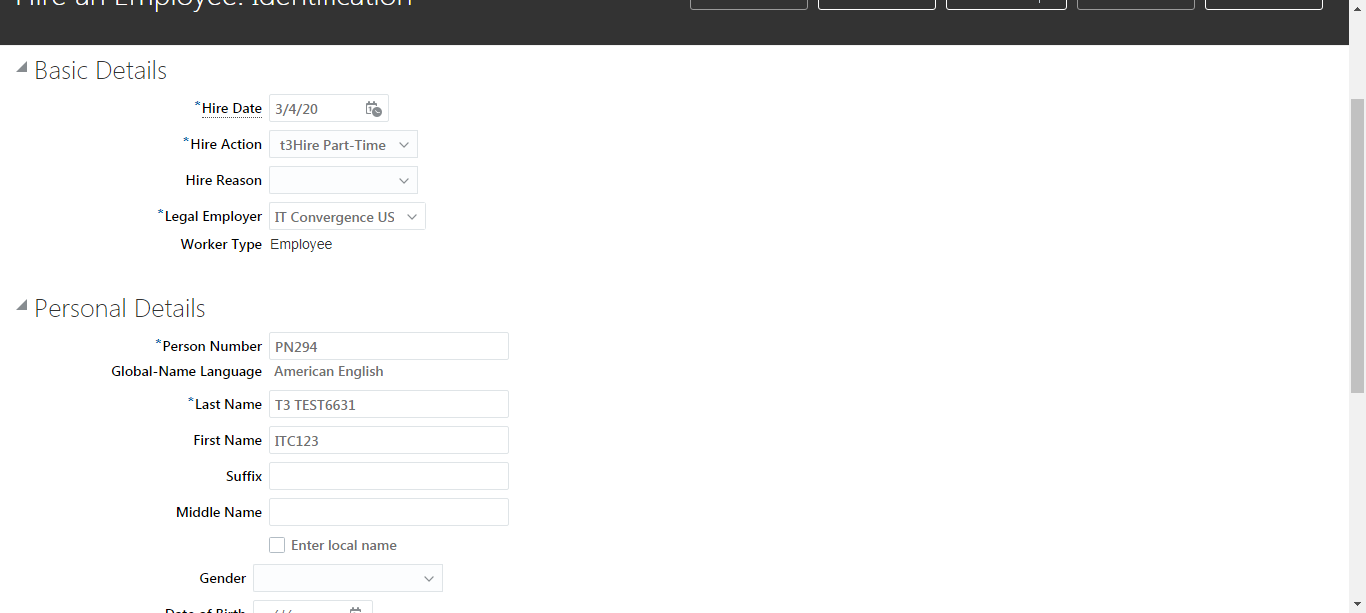 Hire an Employee: Identification
Basic Details
*Hire Date 3/4/20
*Hire Action t3Hire Part-Time
Hire Reason
*Legal Employer IT Convergence US
Worker Type Employee
Personal Details
*Person Number PN294
Global-Name Language American English
*Last Name T3 TEST6631
First Name ITC123
Suffix
Middle Name
Enter local name
Gender
Date of Birth